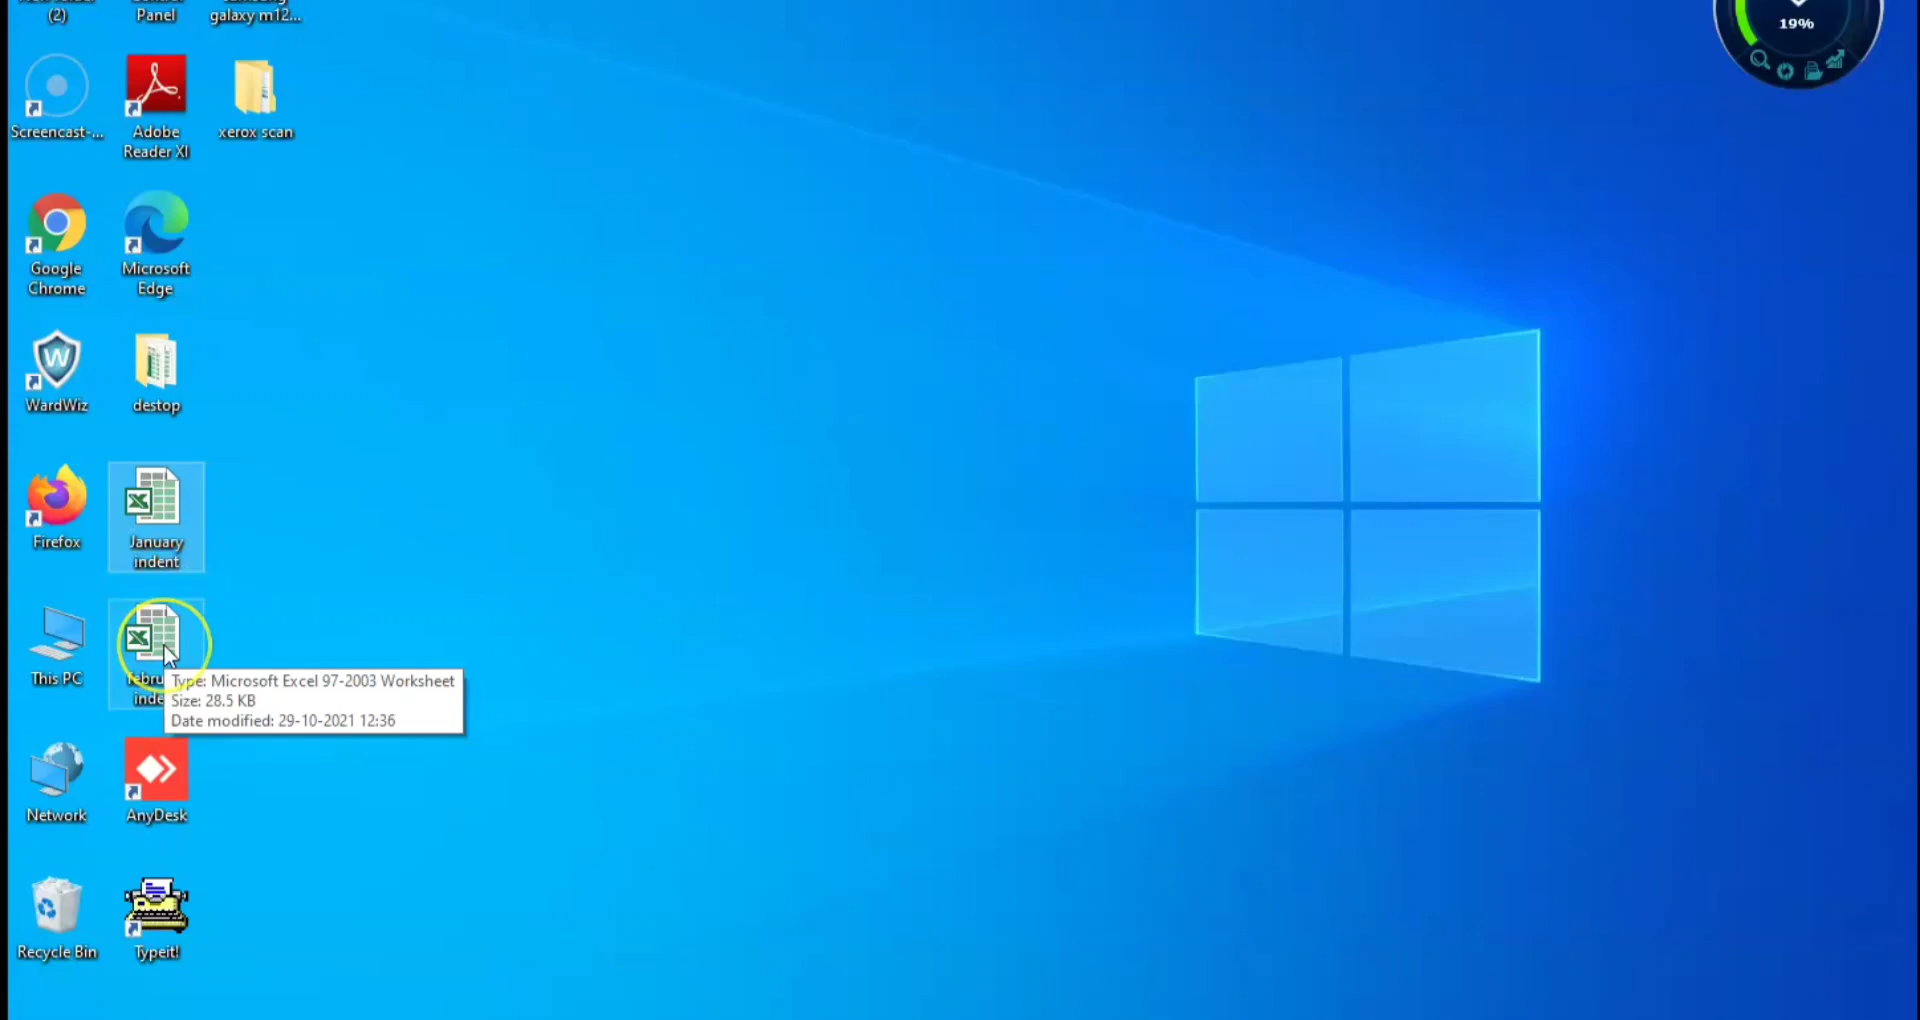 (2)
Panel
galaxy m12...
19%
Screencast-...
Adobe
Reader XI
xerox scan
Google
Chrome
Microsoft
Edge
WardWiz
destop
Firefox
January
indent
This PC
Type: Microsoft Excel 97-2003 Worksheet
Size: 28.5 KB
Date modified: 29-10-2021 12:36
Network
AnyDesk
Recycle Bin
Typeit!